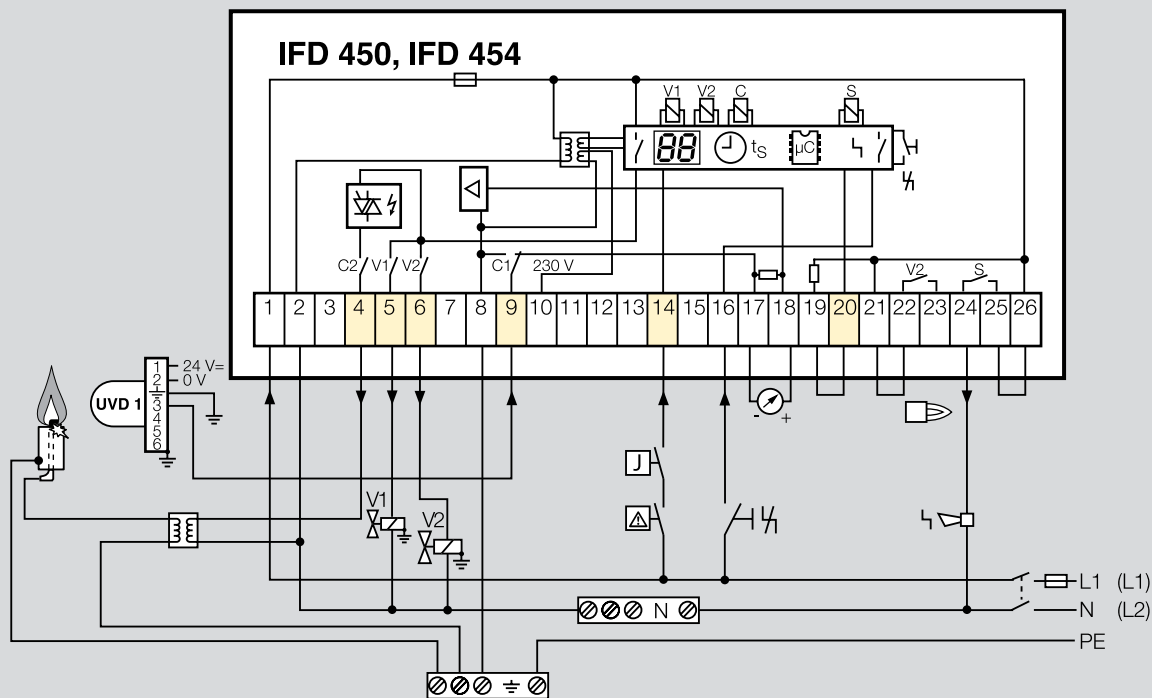 IFD 450, IFD 454
V1 V2 C S
88 tS µC
C2 V1 V2 C1 230 V V2 S
1 2 3 4 5 6 7 8 9 10 11 12 13 14 15 16 17 18 19 20 21 22 23 24 25 26
UVD 1
1 24 V=
2 0 V
3
4
5
6
- +
J
V1
V2
N
L1 (L1)
N (L2)
PE